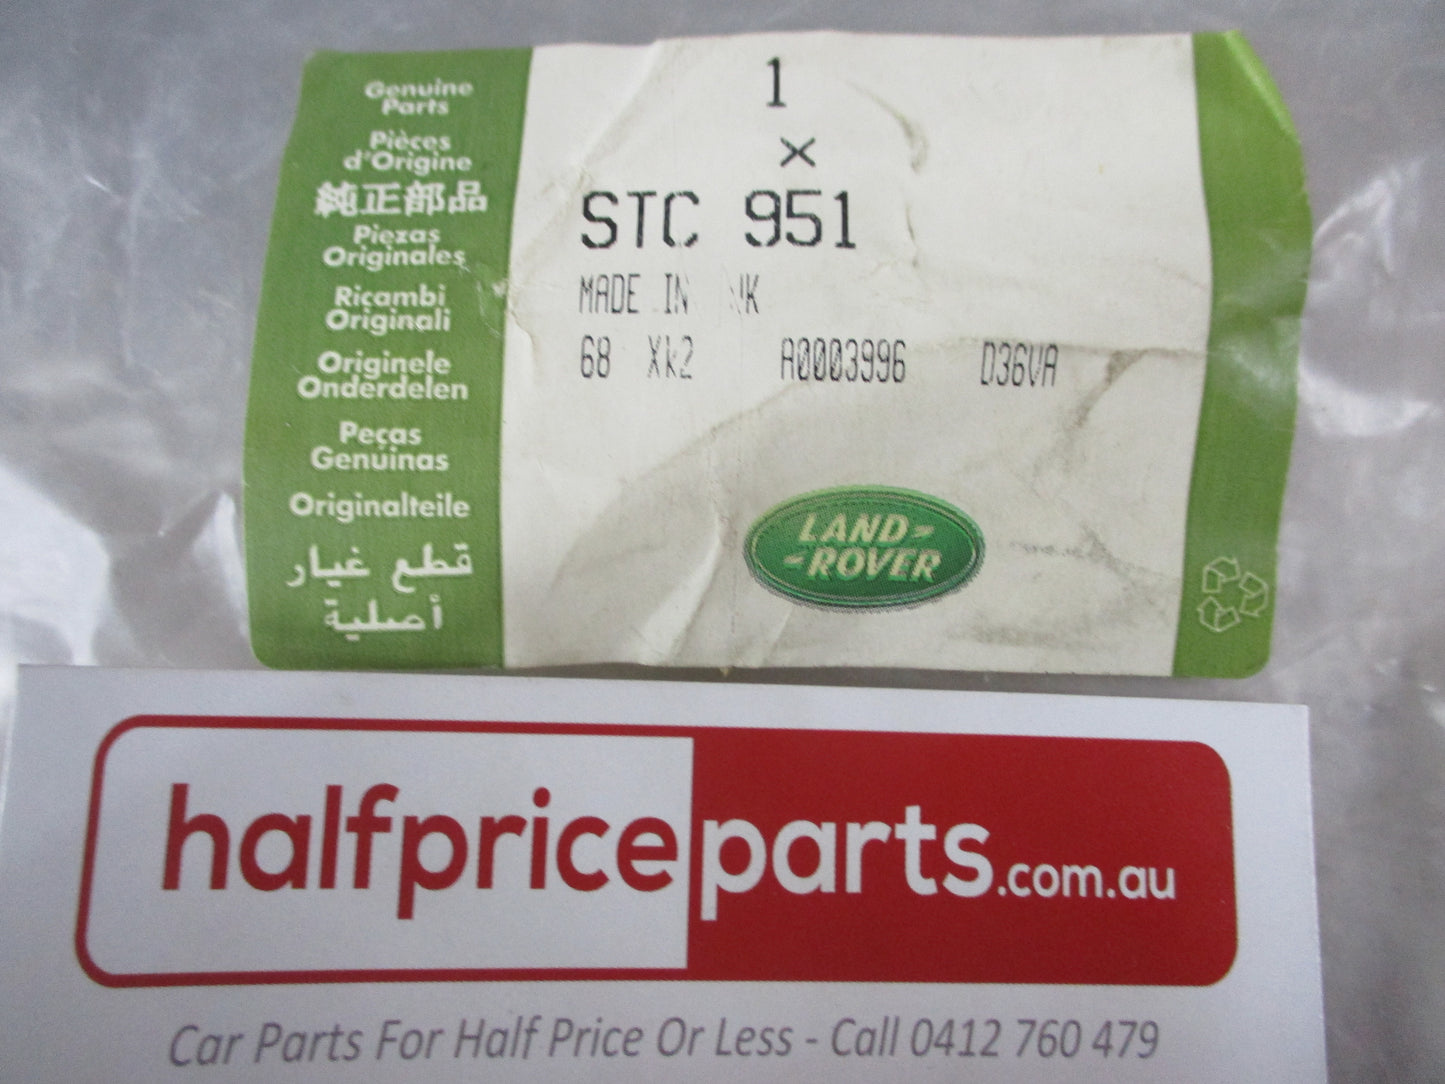 Genuine
Parts
Pièces
d'Origine
純正部品
Piezas
Originales
Ricambi
Originali
Originele
Onderdelen
Peças
Genuínas
Originalteile
قطع غيار
أصلية
1
×
STC 951
MADE IN UK
68 Xk2 A0003996 D36VA
LAND-
-ROVER
halfpriceparts.com.au
Car Parts For Half Price Or Less - Call 0412 760 479